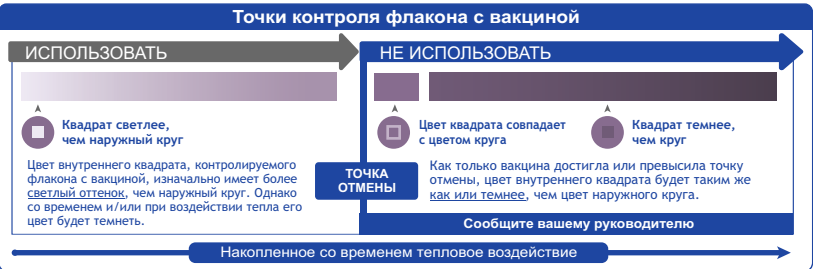 Точки контроля флакона с вакциной
ИСПОЛЬЗОВАТЬ
НЕ ИСПОЛЬЗОВАТЬ
Квадрат светлее,
чем наружный круг
Цвет квадрата совпадает
с цветом круга
Квадрат темнее,
чем круг
Цвет внутреннего квадрата, контролируемого
флакона с вакциной, изначально имеет более
светлый оттенок, чем наружный круг. Однако
со временем и/или при воздействии тепла его
цвет будет темнеть.
ТОЧКА
ОТМЕНЫ
Как только вакцина достигла или превысила точку
отмены, цвет внутреннего квадрата будет таким же
как или темнее, чем цвет наружного круга.
Сообщите вашему руководителю
Накопленное со временем тепловое воздействие